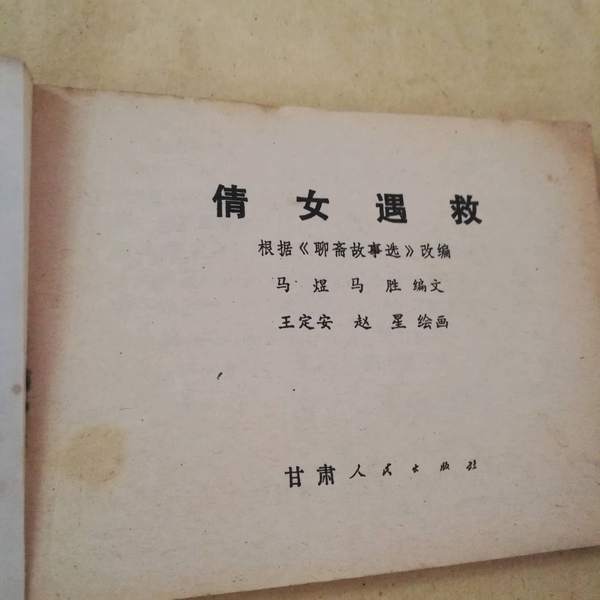 倩女遇救
根据《聊斋故事选》改编
马煜 马胜 编文
王定安 赵星 绘画
甘肃人民出版社